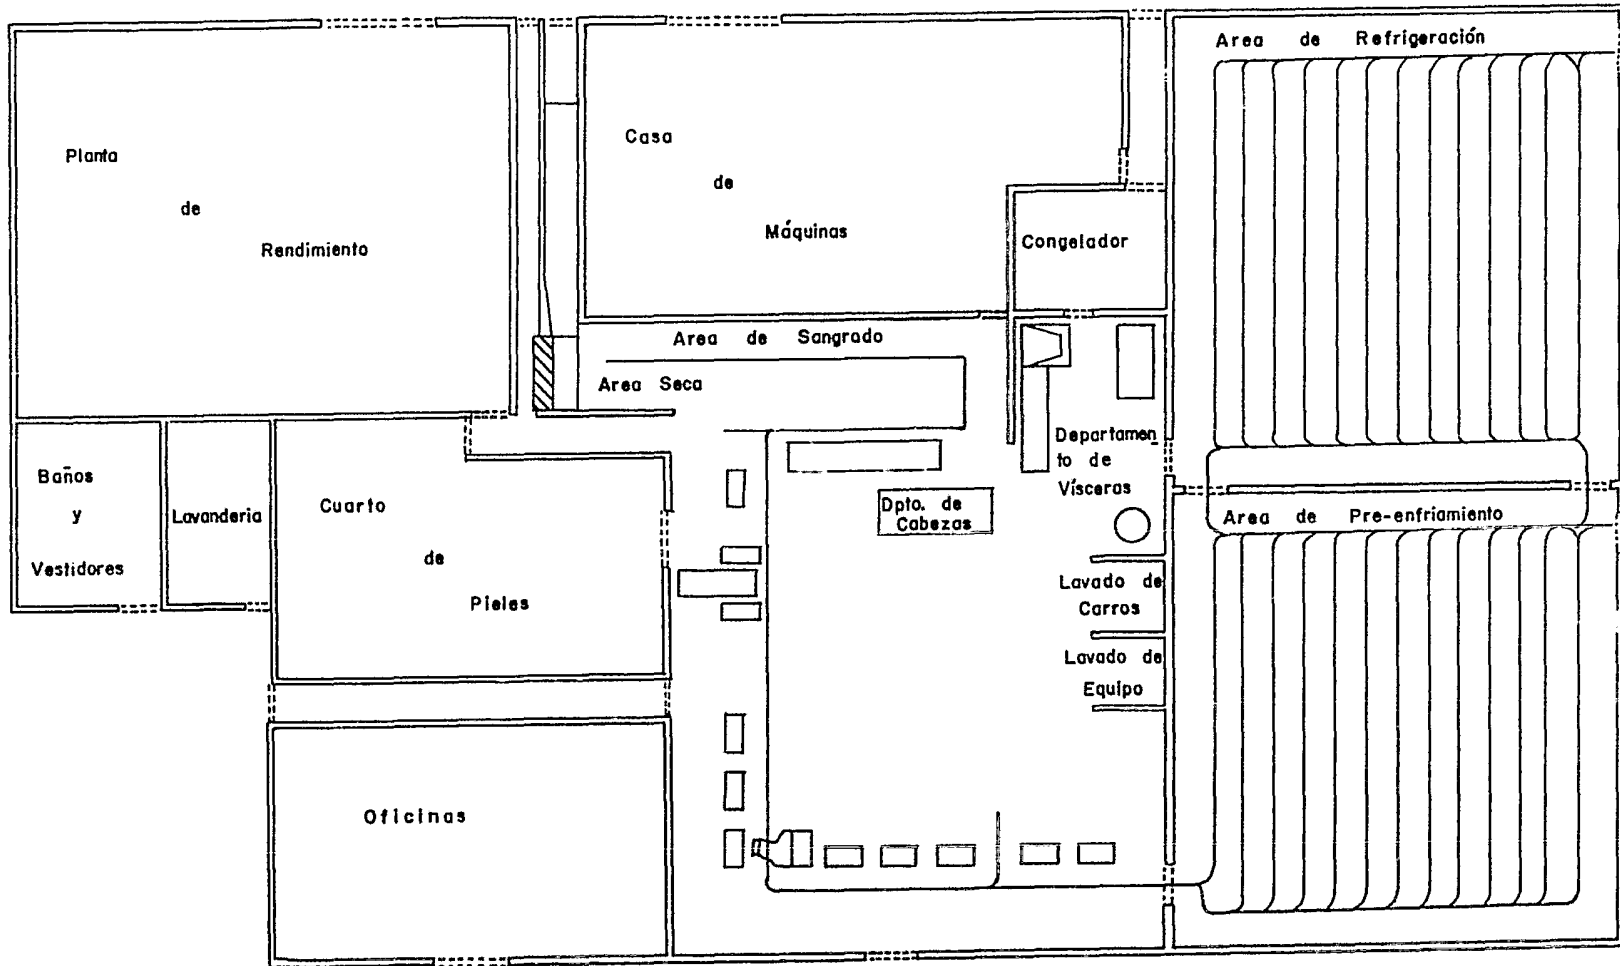 Area de Refrigeración
Planta
de
Rendimiento
Casa
de
Máquinas
Congelador
Area de Sangrado
Area Seca
Departamen_
to de
Vísceras
Baños
y
Vestidores
Lavanderia
Cuarto
de
Pieles
Dpto. de
Cabezas
Area de Pre-enfriamiento
Lavado de
Carros
Lavado de
Equipo
Oficinas